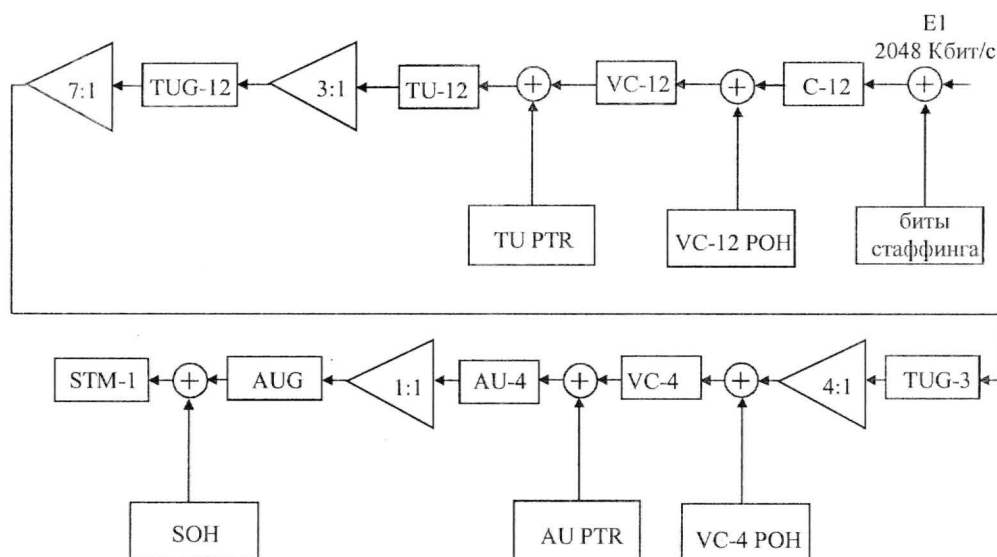 E1
2048 Кбит/с
7:1
TUG-12
3:1
TU-12
VC-12
C-12
TU PTR
VC-12 POH
биты
стаффинга
STM-1
AUG
1:1
AU-4
VC-4
4:1
TUG-3
SOH
AU PTR
VC-4 POH